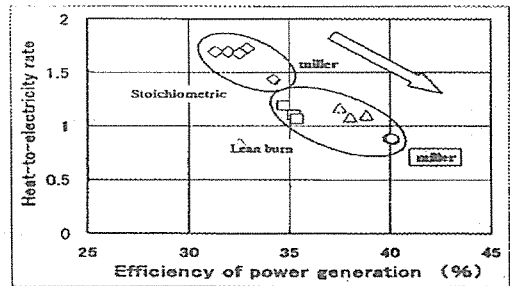 Heat-to-electricity rate
2
1.5
1
0.5
0
miller
Stoichiometric
Lean burn
miller
25
35
40
45
Efficiency of power generation (%)